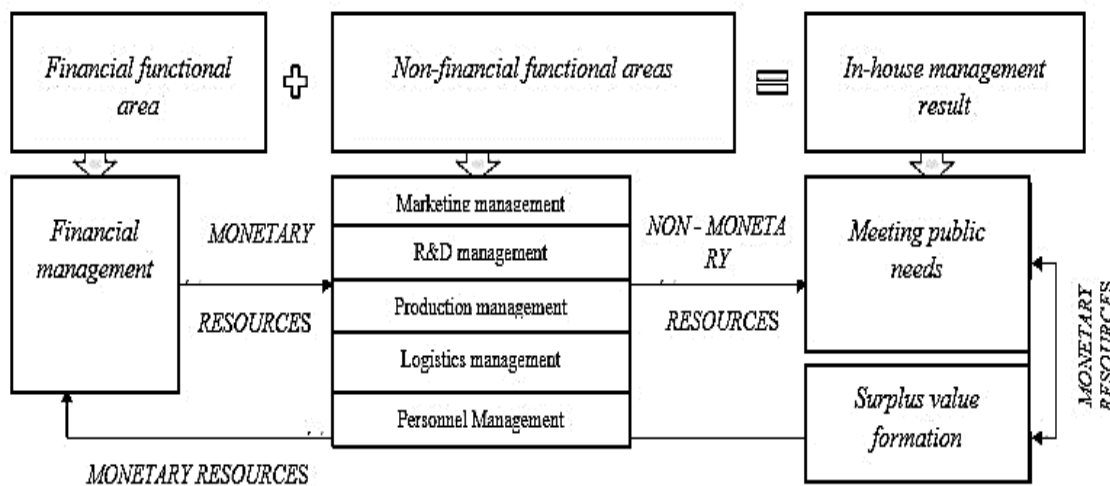 Financial functional
area
Non-financial functional areas
In-house management
result
Financial
management
MONETARY
RESOURCES
Marketing management
R&D management
Production management
Logistics management
Personnel Management
NON - MONETA
RY
RESOURCES
Meeting public
needs
Surplus value
formation
MONETARY
RESOURCES
MONETARY RESOURCES